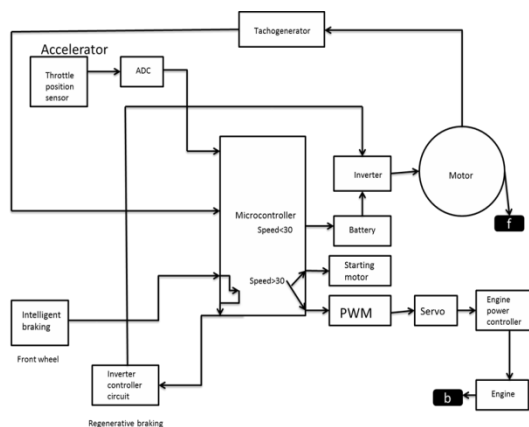 Tachogenerator
Accelerator
Throttle
position
sensor
ADC
Inverter
Motor
Microcontroller
Speed<30
Battery
f
Speed>30
Starting
motor
Intelligent
braking
PWM
Servo
Engine
power
controller
Front wheel
Inverter
controller
circuit
b
Engine
Regenerative braking